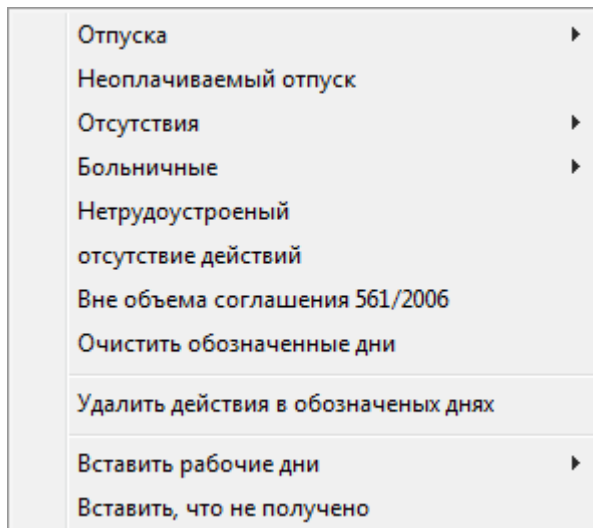 Отпуска
Неоплачиваемый отпуск
Отсутствия
Больничные
Нетрудоустроеный
отсутствие действий
Вне объема соглашения 561/2006
Очистить обозначенные дни
Удалить действия в обозначеных днях
Вставить рабочие дни
Вставить, что не получено